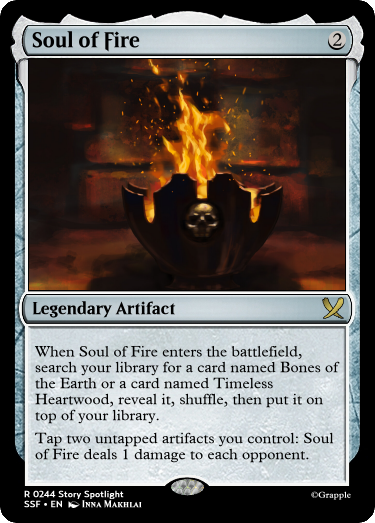 Soul of Fire 2
Legendary Artifact
When Soul of Fire enters the battlefield,
search your library for a card named Bones of
the Earth or a card named Timeless
Heartwood, reveal it, shuffle, then put it on
top of your library.
Tap two untapped artifacts you control: Soul
of Fire deals 1 damage to each opponent.
R 0244 Story Spotlight
SSF • EN Inna Makhlai
©Grapple